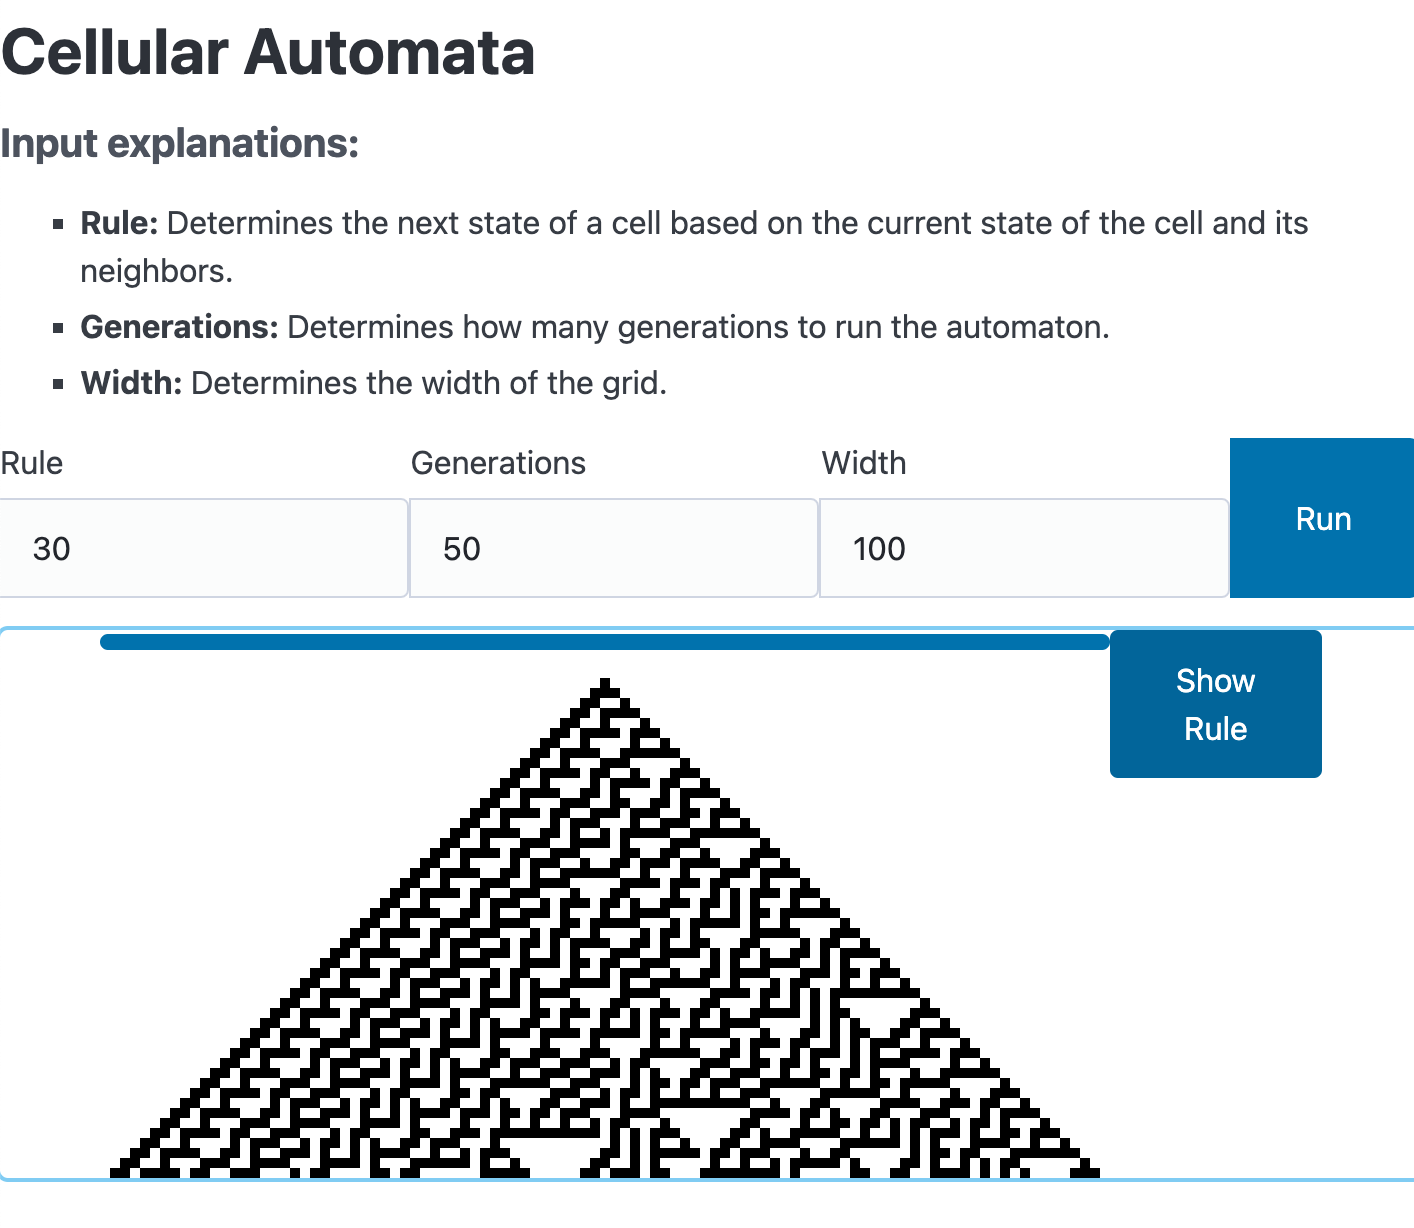 Cellular Automata
Input explanations:
Rule: Determines the next state of a cell based on the current state of the cell and its
neighbors.
Generations: Determines how many generations to run the automaton.
Width: Determines the width of the grid.
Rule
Generations
Width
30
50
100
Run
Show
Rule